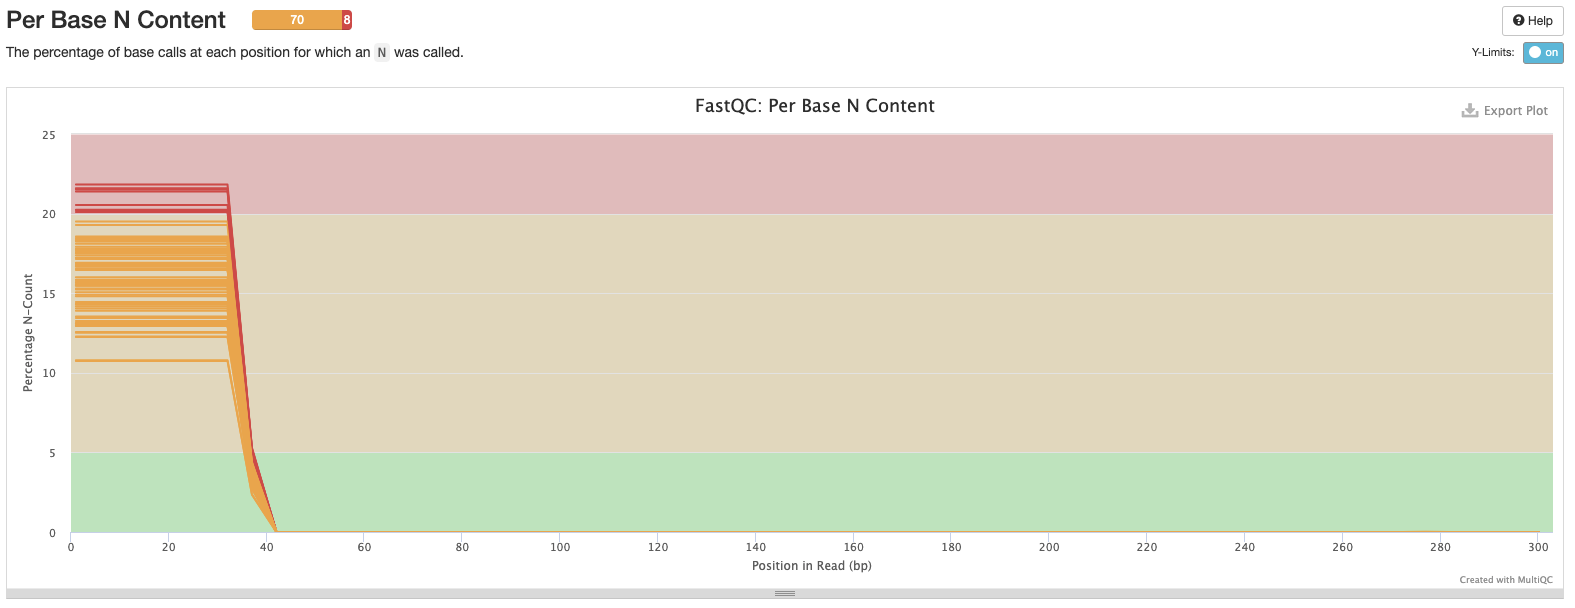 Per Base N Content
70 8
Help
The percentage of base calls at each position for which an N was called.
Y-Limits: on
FastQC: Per Base N Content
Export Plot
25
20
15
10
5
0
Percentage N-Count
0 20 40 60 80 100 120 140 160 180 200 220 240 260 280 300
Position in Read (bp)
Created with MultiQC